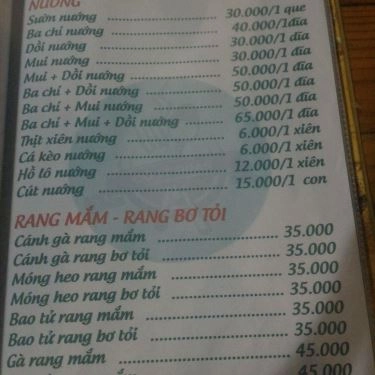 NƯỚNG
Sườn nướng ........ 30.000/1 que
Ba chỉ nướng ........ 40.000/1đĩa
Dồi nướng ........ 30.000/1 đĩa
Mui nướng ........ 30.000/1 đĩa
Mui + Dồi nướng ........ 50.000/1 đĩa
Ba chỉ + Dồi nướng ........ 50.000/1 đĩa
Ba chỉ + Mui nướng ........ 50.000/1 đĩa
Ba chỉ + Mui + Dồi nướng ........ 65.000/1 đĩa
Thịt xiên nướng ........ 6.000/1 xiên
Cá kèo nướng ........ 6.000/1 xiên
Hồ tô nướng ........ 12.000/1 xiên
Cút nướng ........ 15.000/1 con
RANG MẮM - RANG BƠ TỎI
Cánh gà rang mắm ........ 35.000
Cánh gà rang bơ tỏi ........ 35.000
Móng heo rang mắm ........ 35.000
Móng heo rang bơ tỏi ........ 35.000
Bao tử rang mắm ........ 35.000
Bao tử rang bơ tỏi ........ 35.000
Gà rang mắm ........ 45.000
45.000